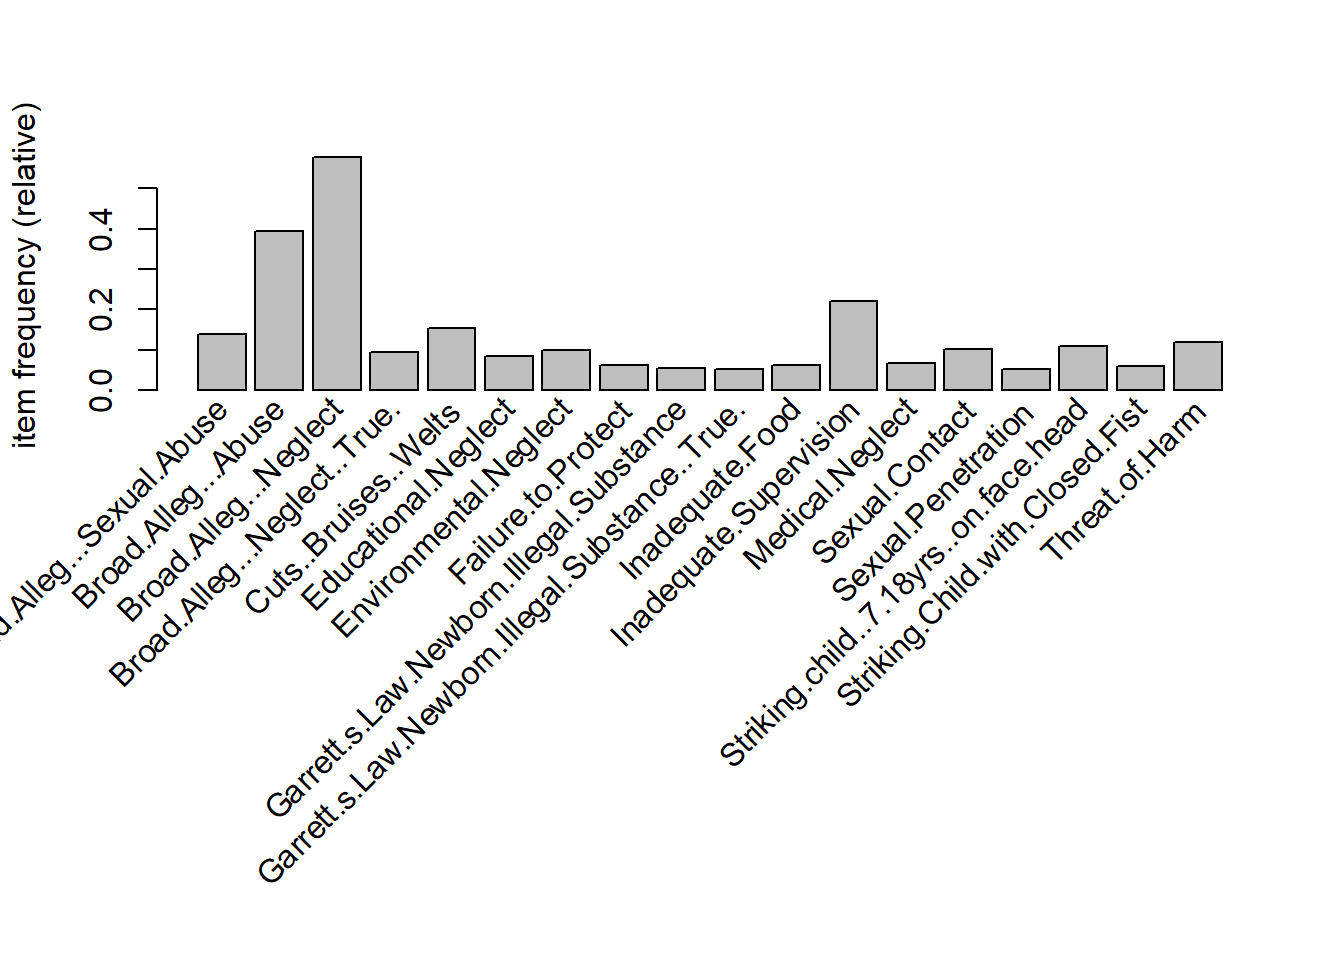 item frequency (relative)
0.4
0.2
0.0
d.Alleg...Sexual.Abuse
Broad.Alleg...Abuse
Broad.Alleg...Neglect
Broad.Alleg...Neglect..True.
Cuts..Bruises..Welts
Educational.Neglect
Environmental.Neglect
Failure.to.Protect
Garrett.s.Law.Newborn.Illegal.Substance
Garrett.s.Law.Newborn.Illegal.Substance..True.
Inadequate.Food
Inadequate.Supervision
Medical.Neglect
Sexual.Contact
Sexual.Penetration
Striking.child..7.18yrs..on.face.head
Striking.Child.with.Closed.Fist
Threat.of.Harm